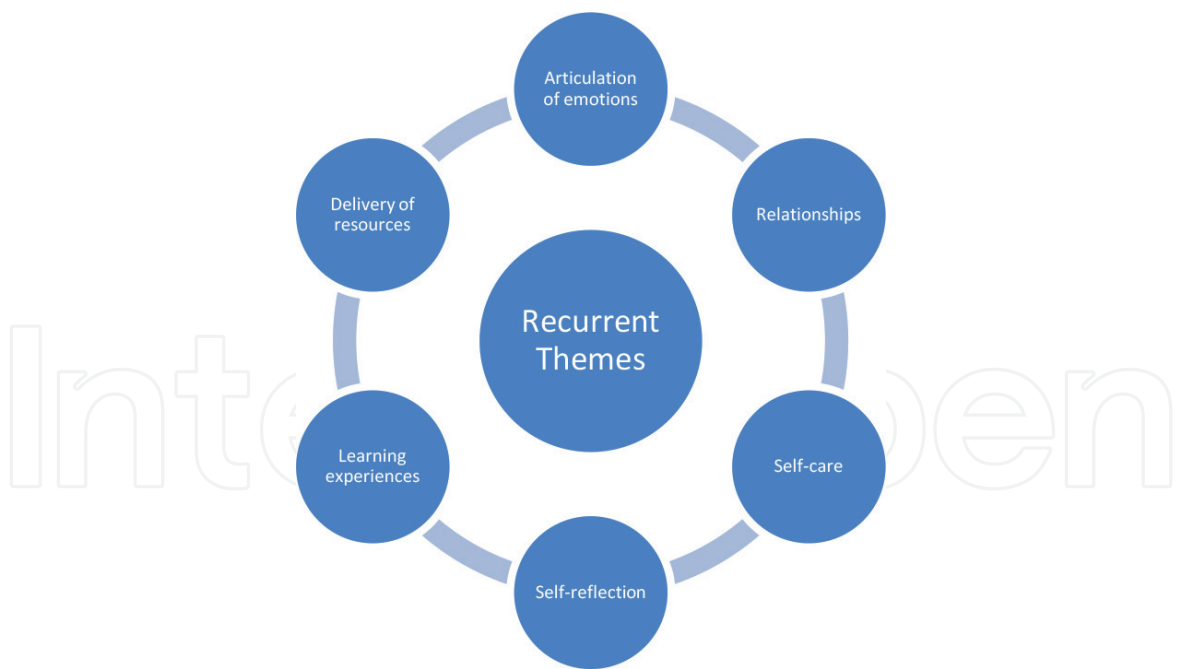 Articulation
of emotions
Relationships
Self-care
Self-reflection
Learning
experiences
Delivery of
resources
Recurrent
Themes